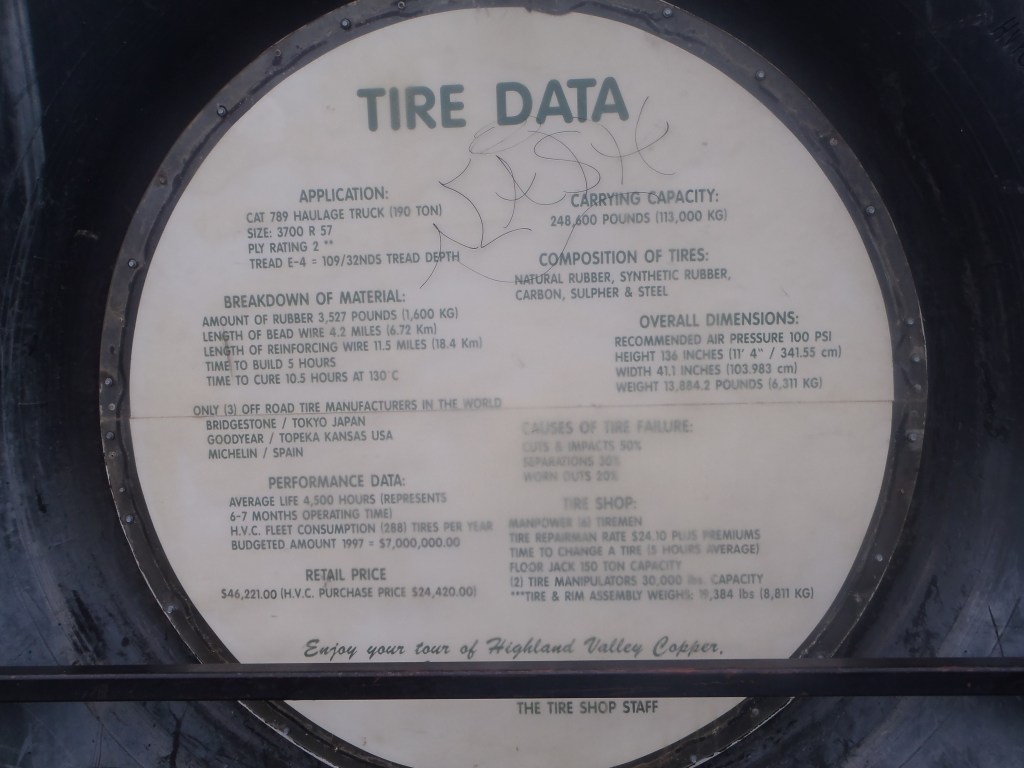 TIRE DATA
APPLICATION:
CAT 789 HAULAGE TRUCK (190 TON)
SIZE: 3700 R 57
PLY RATING 2 **
TREAD E-4 = 109/32NDS TREAD DEPTH
BREAKDOWN OF MATERIAL:
AMOUNT OF RUBBER 3,527 POUNDS (1,600 KG)
LENGTH OF BEAD WIRE 4.2 MILES (6.72 Km)
LENGTH OF REINFORCING WIRE 11.5 MILES (18.4 Km)
TIME TO BUILD 5 HOURS
TIME TO CURE 10.5 HOURS AT 130°C
ONLY (3) OFF ROAD TIRE MANUFACTURERS IN THE WORLD
BRIDGESTONE / TOKYO JAPAN
GOODYEAR / TOPEKA KANSAS USA
MICHELIN / SPAIN
PERFORMANCE DATA:
AVERAGE LIFE 4,500 HOURS (REPRESENTS
6-7 MONTHS OPERATING TIME)
H.V.C. FLEET CONSUMPTION (288) TIRES PER YEAR
BUDGETED AMOUNT 1997 = $7,000,000.00
RETAIL PRICE
$46,221.00 (H.V.C. PURCHASE PRICE $24,420.00)
CARRYING CAPACITY:
248,600 POUNDS (113,000 KG)
COMPOSITION OF TIRES:
NATURAL RUBBER, SYNTHETIC RUBBER,
CARBON, SULPHER & STEEL
OVERALL DIMENSIONS:
RECOMMENDED AIR PRESSURE 100 PSI
HEIGHT 136 INCHES (11' 4" / 341.55 cm)
WIDTH 41.1 INCHES (103.983 cm)
WEIGHT 13,884.2 POUNDS (6,311 KG)
CAUSES OF TIRE FAILURE:
CUTS & IMPACTS 50%
SEPARATIONS 30%
WORN OUTS 20%
TIRE SHOP:
MANPOWER (6) TIREMEN
TIRE REPAIRMAN RATE $24.10 PLUS PREMIUMS
TIME TO CHANGE A TIRE (5 HOURS AVERAGE)
FLOOR JACK 150 TON CAPACITY
(2) TIRE MANIPULATORS 30,000 lbs. CAPACITY
***TIRE & RIM ASSEMBLY WEIGHS: 19,384 lbs (8,811 KG)
Enjoy your tour of Highland Valley Copper.
THE TIRE SHOP STAFF